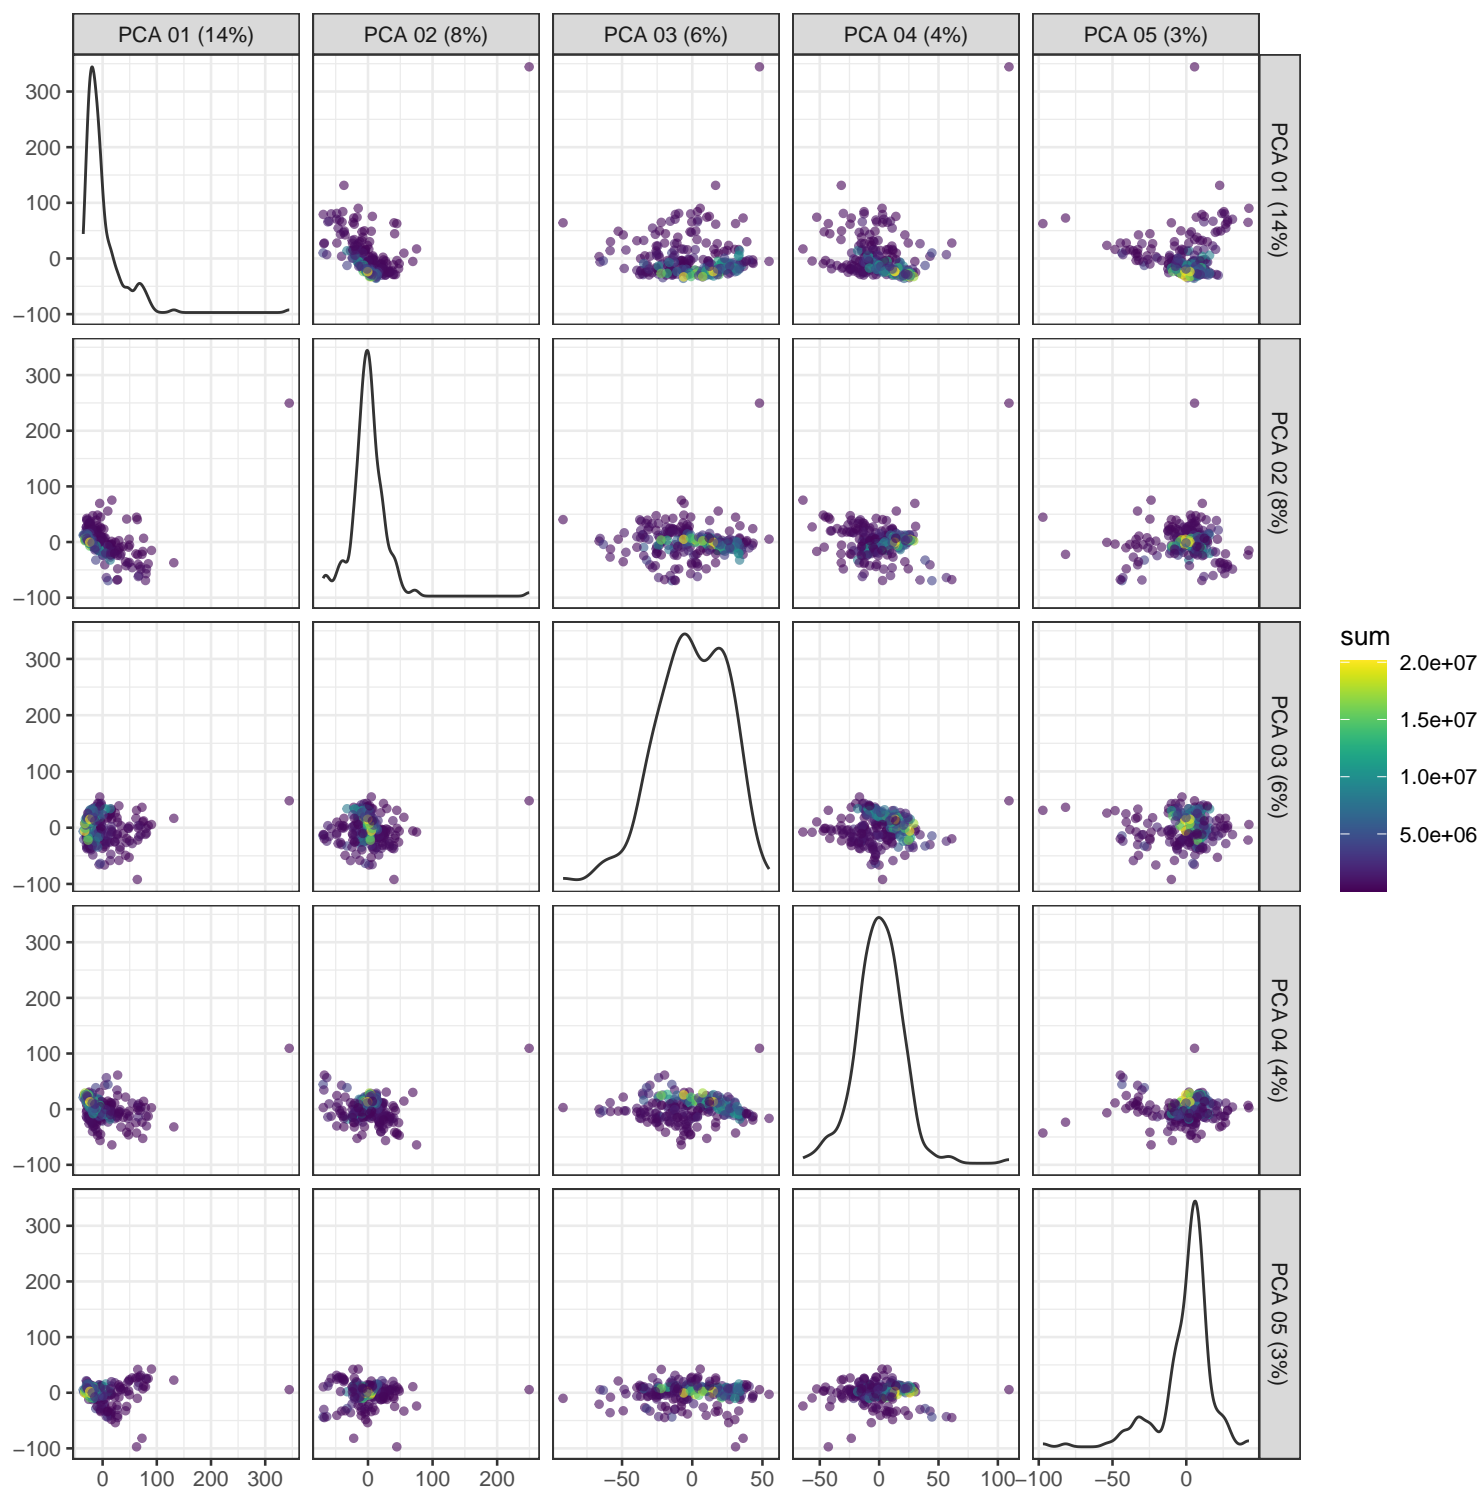 PCA 01 (14%) PCA 02 (8%) PCA 03 (6%) PCA 04 (4%) PCA 05 (3%)
300
200
100
0
−100
PCA 01 (14%)
300
200
100
0
−100
PCA 02 (8%)
300
200
100
0
−100
PCA 03 (6%)
300
200
100
0
−100
PCA 04 (4%)
300
200
100
0
−100
PCA 05 (3%)
0 100 200 300
0 100 200
−50 0 50
−50 0 50 100
−100 −50 0
sum
2.0e+07
1.5e+07
1.0e+07
5.0e+06